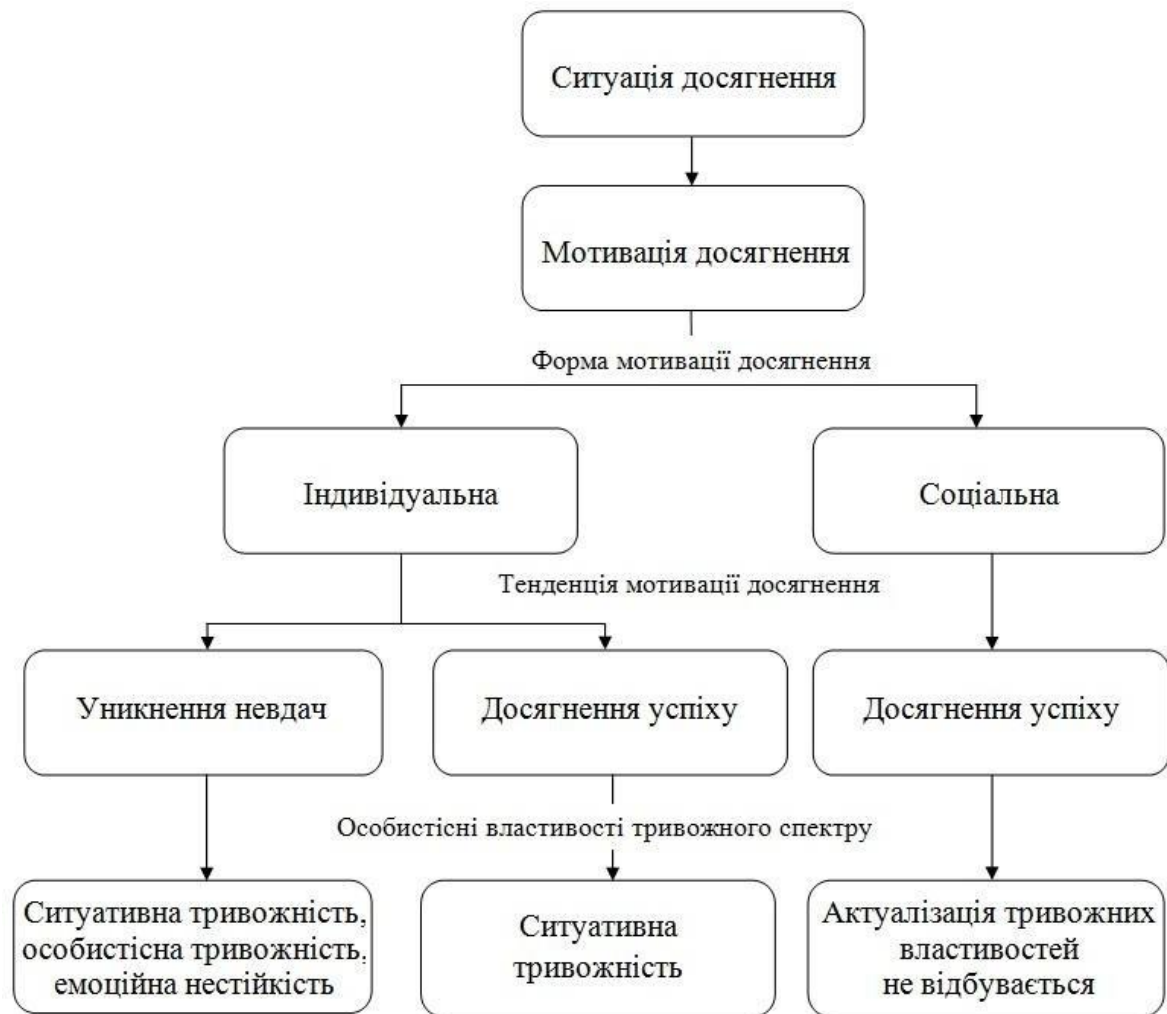 Ситуація досягнення
Мотивація досягнення
Форма мотивації досягнення
Індивідуальна
Соціальна
Тенденція мотивації досягнення
Уникнення невдач
Досягнення успіху
Досягнення успіху
Особистісні властивості тривожного спектру
Ситуативна тривожність,
особистісна тривожність,
емоційна нестійкість
Ситуативна
тривожність
Актуалізація тривожних
властивостей
не відбувається